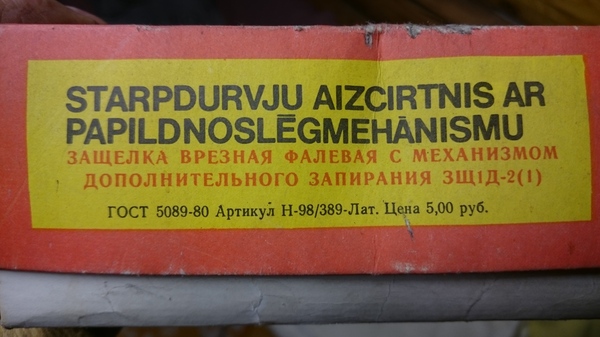 STARPDURVJU AIZCIRTNIS AR
PAPILDNOSLĒGMEHĀNISMU
ЗАЩЕЛКА ВРЕЗНАЯ ФАЛЕВАЯ С МЕХАНИЗМОМ
ДОПОЛНИТЕЛЬНОГО ЗАПИРАНИЯ ЗЩ1Д-2(1)
ГОСТ 5089-80 Артикул Н-98/389-Лат. Цена 5,00 руб.